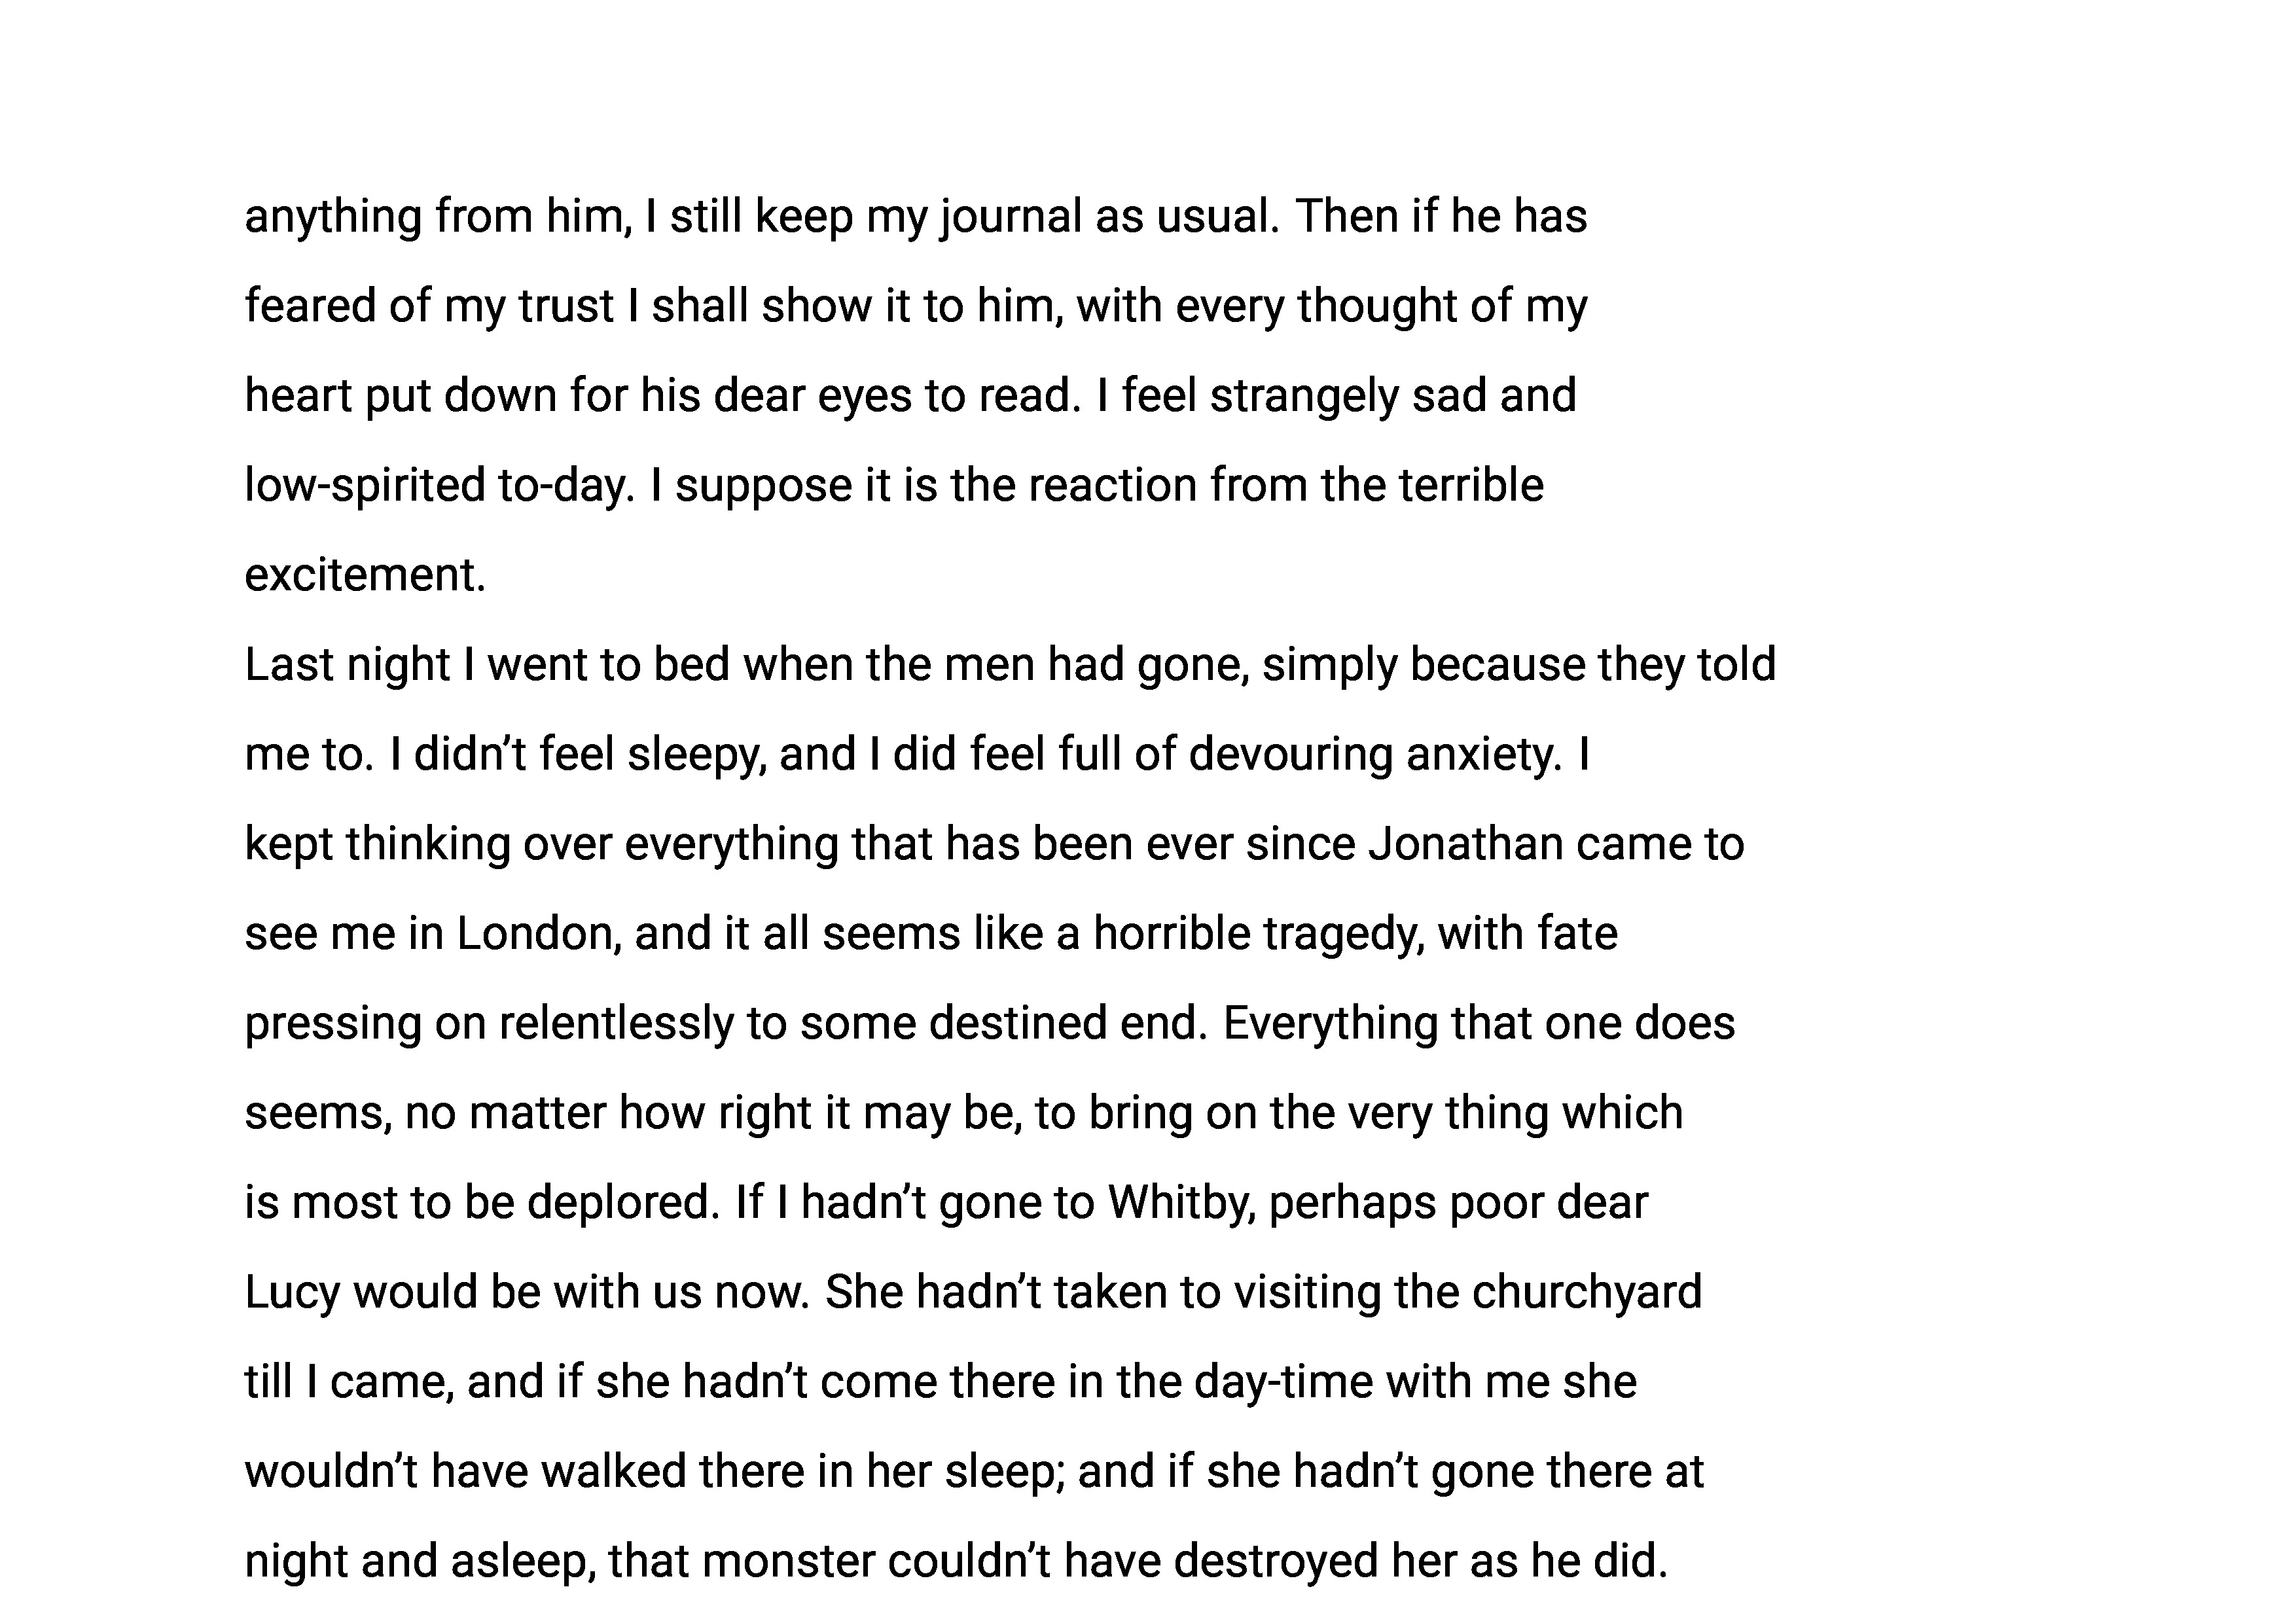 anything from him, I still keep my journal as usual. Then if he has
feared of my trust I shall show it to him, with every thought of my
heart put down for his dear eyes to read. I feel strangely sad and
low-spirited to-day. I suppose it is the reaction from the terrible
excitement.
Last night I went to bed when the men had gone, simply because they told
me to. I didn’t feel sleepy, and I did feel full of devouring anxiety. I
kept thinking over everything that has been ever since Jonathan came to
see me in London, and it all seems like a horrible tragedy, with fate
pressing on relentlessly to some destined end. Everything that one does
seems, no matter how right it may be, to bring on the very thing which
is most to be deplored. If I hadn’t gone to Whitby, perhaps poor dear
Lucy would be with us now. She hadn’t taken to visiting the churchyard
till I came, and if she hadn’t come there in the day-time with me she
wouldn’t have walked there in her sleep; and if she hadn’t gone there at
night and asleep, that monster couldn’t have destroyed her as he did.